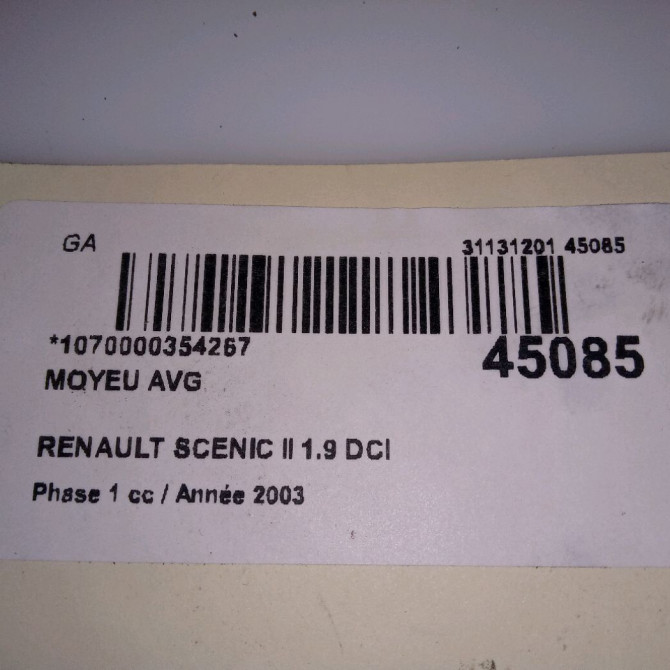 GA
31131201 45085
*1070000354267
45085
MOYEU AVG
RENAULT SCENIC II 1.9 DCI
Phase 1 cc / Année 2003